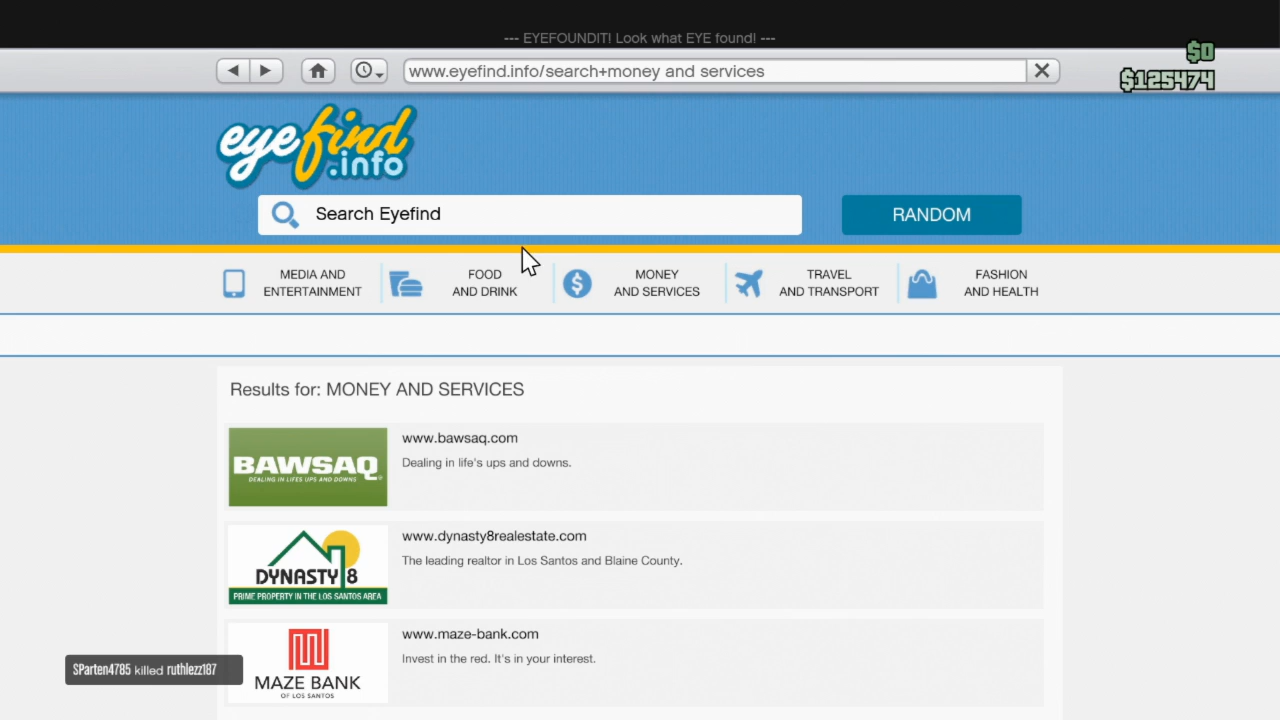 --- EYEFOUNDIT! Look what EYE found! ---
$0
www.eyefind.info/search+money and services
$125474
eyefind
.info
Search Eyefind
RANDOM
MEDIA AND
ENTERTAINMENT
FOOD
AND DRINK
MONEY
AND SERVICES
TRAVEL
AND TRANSPORT
FASHION
AND HEALTH
Results for: MONEY AND SERVICES
BAWSAQ
DEALING IN LIFES UPS AND DOWNS
www.bawsaq.com
Dealing in life's ups and downs.
DYNASTY 8
PRIME PROPERTY IN THE LOS SANTOS AREA
www.dynasty8realestate.com
The leading realtor in Los Santos and Blaine County.
MAZE BANK
OF LOS SANTOS
www.maze-bank.com
Invest in the red. It's in your interest.
SParten4785 killed ruthlezz187